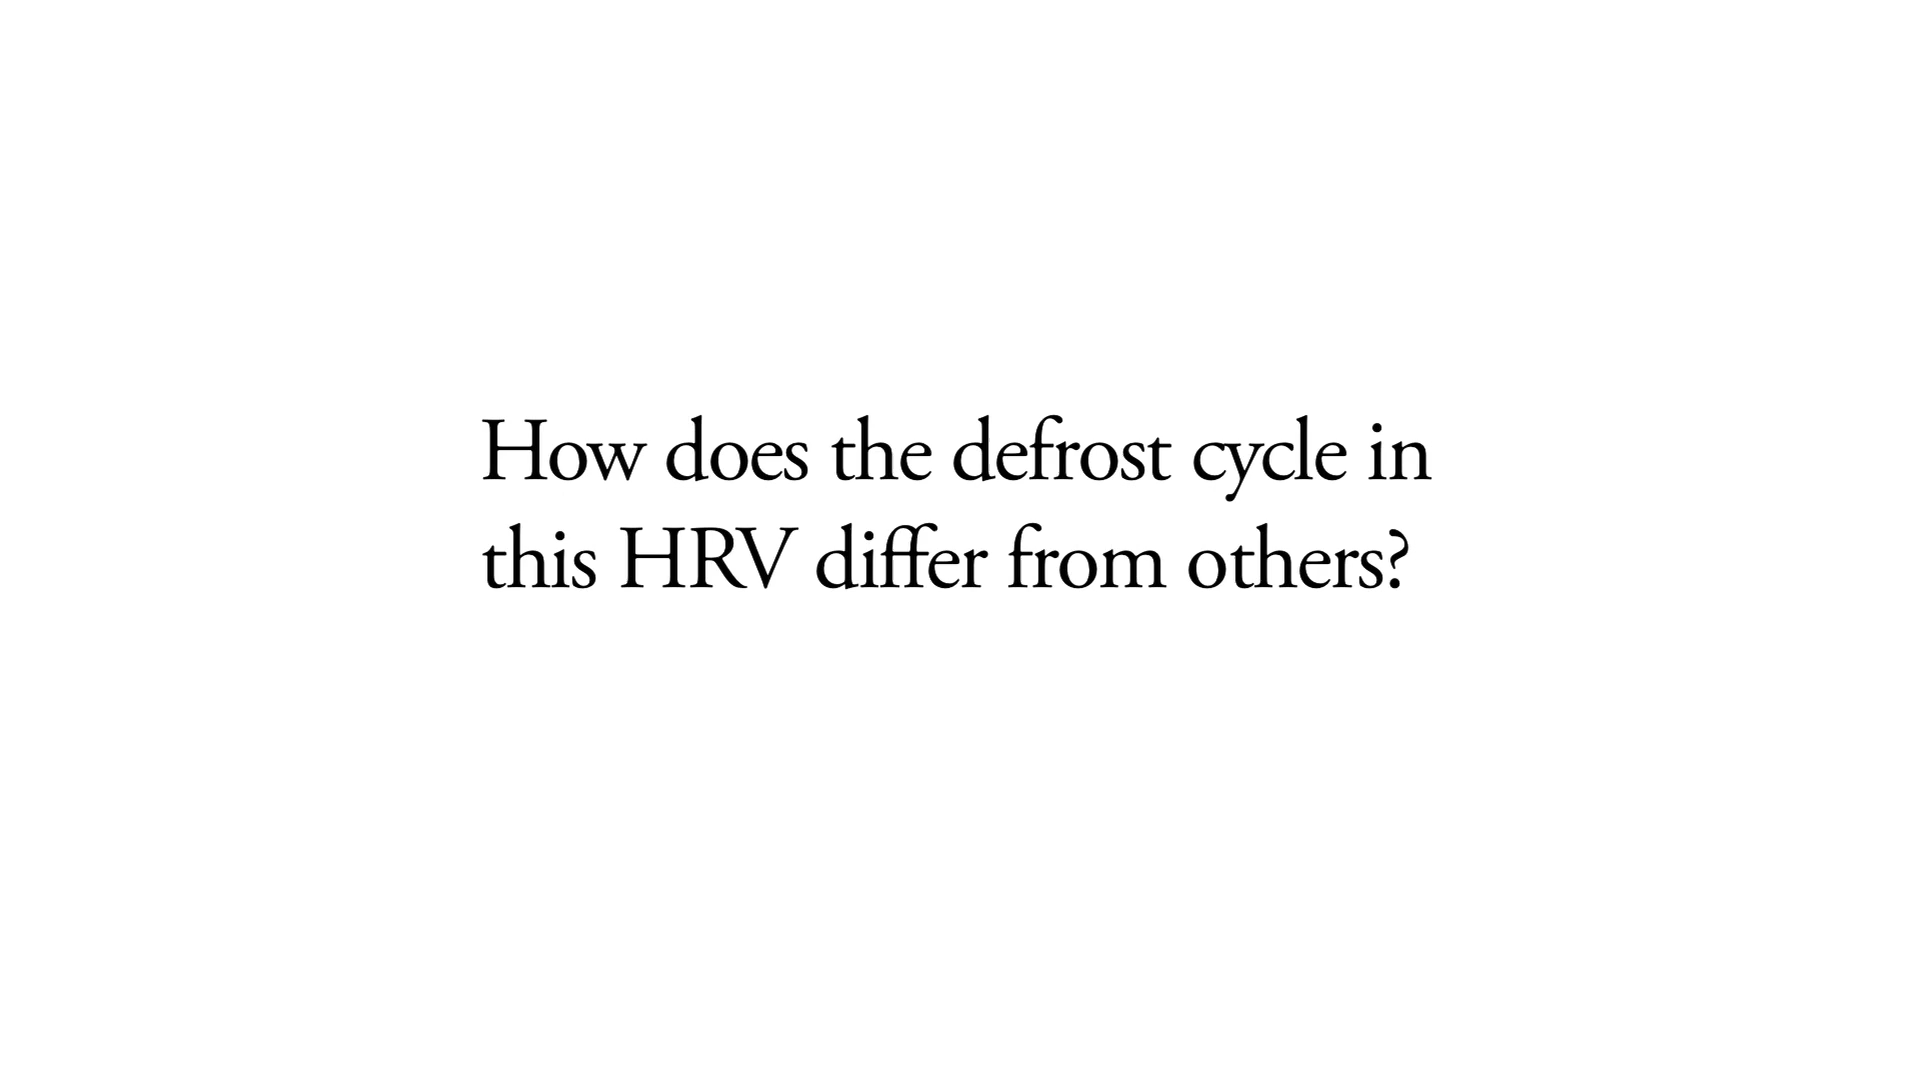 How does the defrost cycle in
this HRV differ from others?